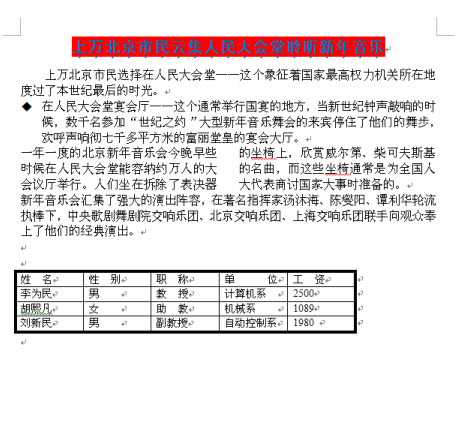 上万北京市民云集人民大会堂聆听新年音乐
上万北京市民选择在人民大会堂——这个象征着国家最高权力机关所在地
度过了本世纪最后的时光。
◆ 在人民大会堂宴会厅——这个通常举行国宴的地方，当新世纪钟声敲响的时
候，数千名参加“世纪之约”大型新年音乐舞会的来宾停住了他们的舞步，
欢呼声响彻七千多平方米的富丽堂皇的宴会大厅。
一年一度的北京新年音乐会今晚早些
时候在人民大会堂能容纳约万人的大
会议厅举行。人们坐在拆除了表决器
的坐椅上，欣赏威尔第、柴可夫斯基
的名曲，而这些坐椅通常是为全国人
大代表商讨国家大事时准备的。
新年音乐会汇集了强大的演出阵容，在著名指挥家汤沐海、陈燮阳、谭利华轮流
执棒下，中央歌剧舞剧院交响乐团、北京交响乐团、上海交响乐团联手向观众奉
上了他们的经典演出。
姓 名 性 别 职 称 单 位 工 资
李为民 男 教 授 计算机系 2500
胡熙凡 女 助 教 机械系 1089
刘新民 男 副教授 自动控制系 1980